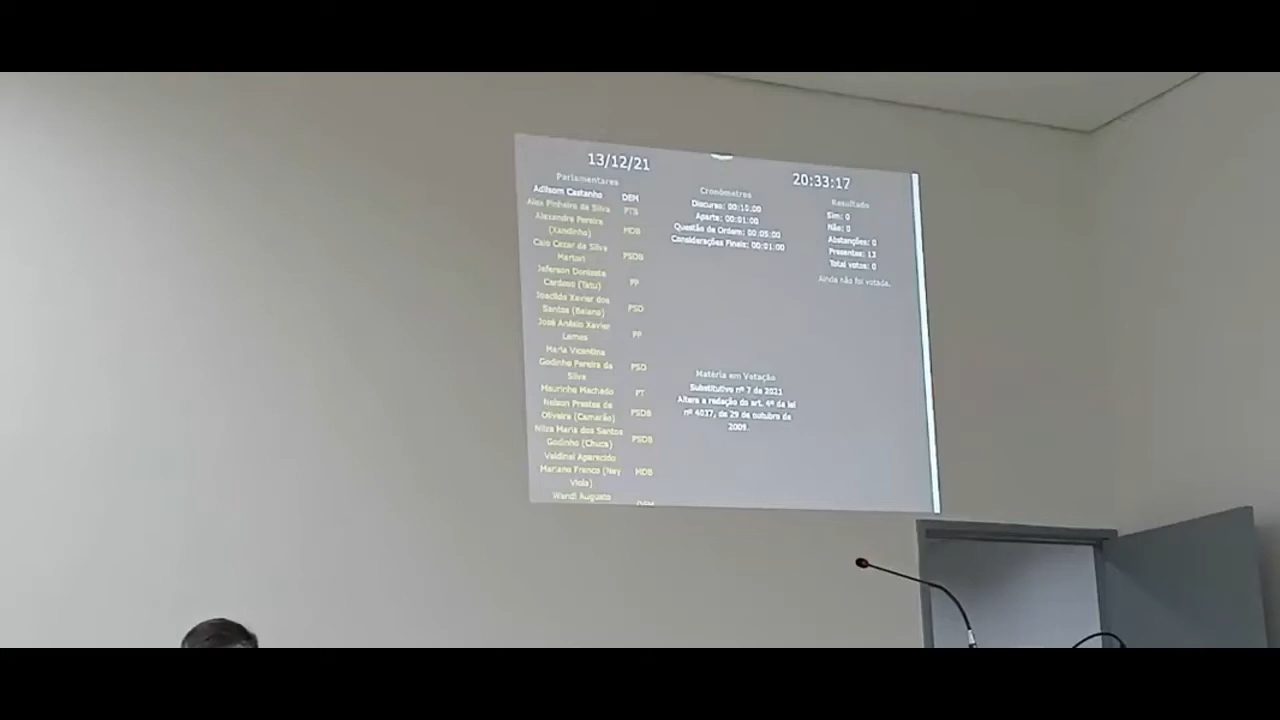 13/12/21
20:33:17
Parlamentares
Adilsom Castanho DEM
Alex Pinheiro da Silva PTB
Alexandre Pereira
(Xandinho) MDB
Caio Cezar da Silva
Martori PSDB
Jeferson Donizete
Cardoso (Tatu) PP
Joacildo Xavier dos
Santos (Baiano) PSD
José Anésio Xavier
Lemes PP
Maria Vicentina
Godinho Pereira da
Silva PSD
Maurinho Machado PT
Nelson Prestes de
Oliveira (Camarão) PSDB
Nilza Maria dos Santos
Godinho (Chuca) PSDB
Valdinei Aparecido
Mariano Franco (Ney
Viola) MDB
Wandi Augusto DEM
Cronômetros
Discurso: 00:10:00
Aparte: 00:01:00
Questão de Ordem: 00:05:00
Considerações Finais: 00:01:00
Matéria em Votação
Substitutivo nº 7 de 2021
Altera a redação do art. 4º da lei
nº 4037, de 29 de outubro de
2009.
Resultado
Sim: 0
Não: 0
Abstenções: 0
Presentes: 13
Total votos: 0
Ainda não foi votada.